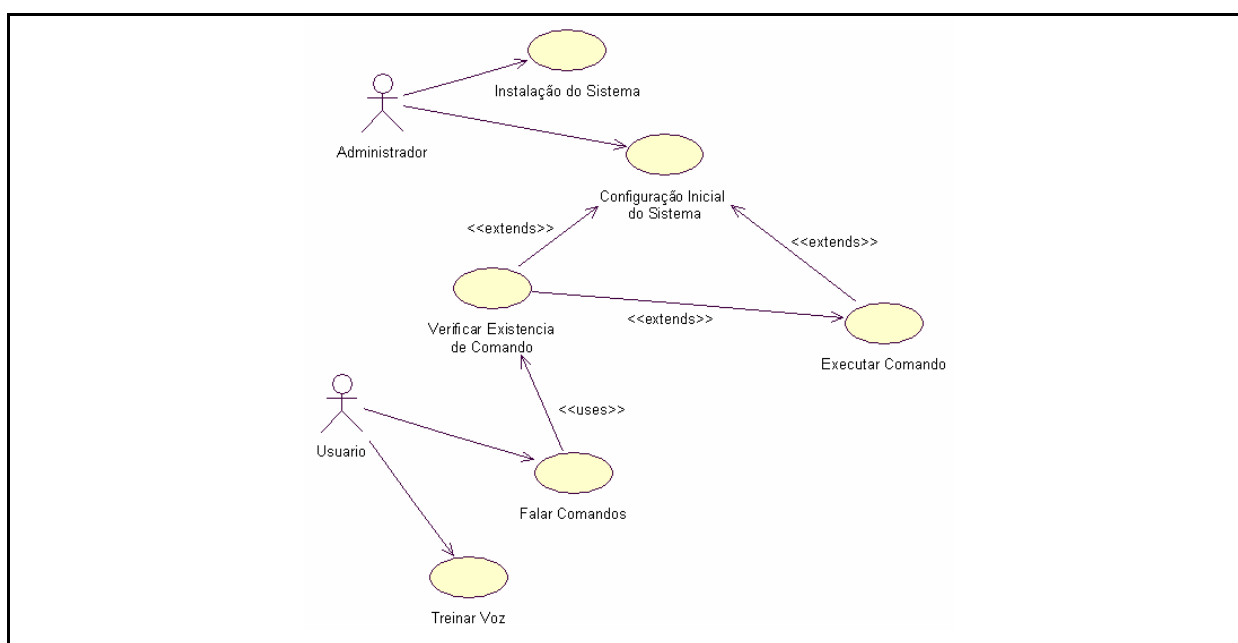 Instalação do Sistema
Administrador
Configuração Inicial
do Sistema
<<extends>>
<<extends>>
Verificar Existencia
de Comando
<<extends>>
Executar Comando
<<uses>>
Usuario
Falar Comandos
Treinar Voz